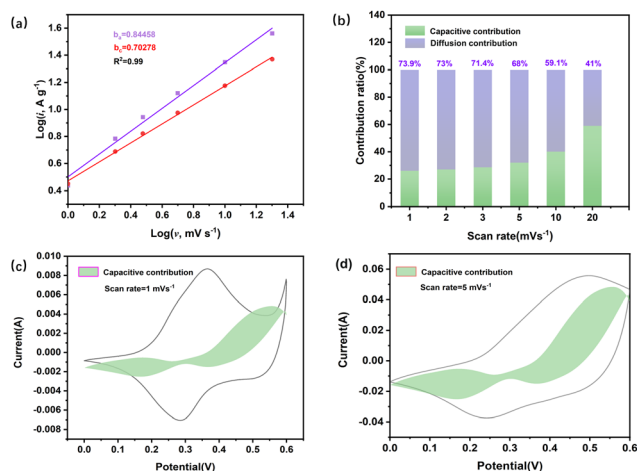 (a)
1.6
1.4
1.2
1.0
0.8
0.6
0.4
0.0 0.2 0.4 0.6 0.8 1.0 1.2 1.4
Log(i, A g⁻¹)
Log(ν, mV s⁻¹)
bₐ=0.84458
b꜀=0.70278
R²=0.99
(b)
140
120
100
80
60
40
20
0
Contribution ratio(%)
Capacitive contribution
Diffusion contribution
73.9% 73% 71.4% 68% 59.1% 41%
1 2 3 5 10 20
Scan rate(mVs⁻¹)
(c)
0.010
0.008
0.006
0.004
0.002
0.000
-0.002
-0.004
-0.006
-0.008
Current(A)
Capacitive contribution
Scan rate=1 mVs⁻¹
0.0 0.1 0.2 0.3 0.4 0.5 0.6
Potential(V)
(d)
0.06
0.04
0.02
0.00
-0.02
-0.04
Current(A)
Capacitive contribution
Scan rate=5 mVs⁻¹
0.0 0.1 0.2 0.3 0.4 0.5 0.6
Potential(V)